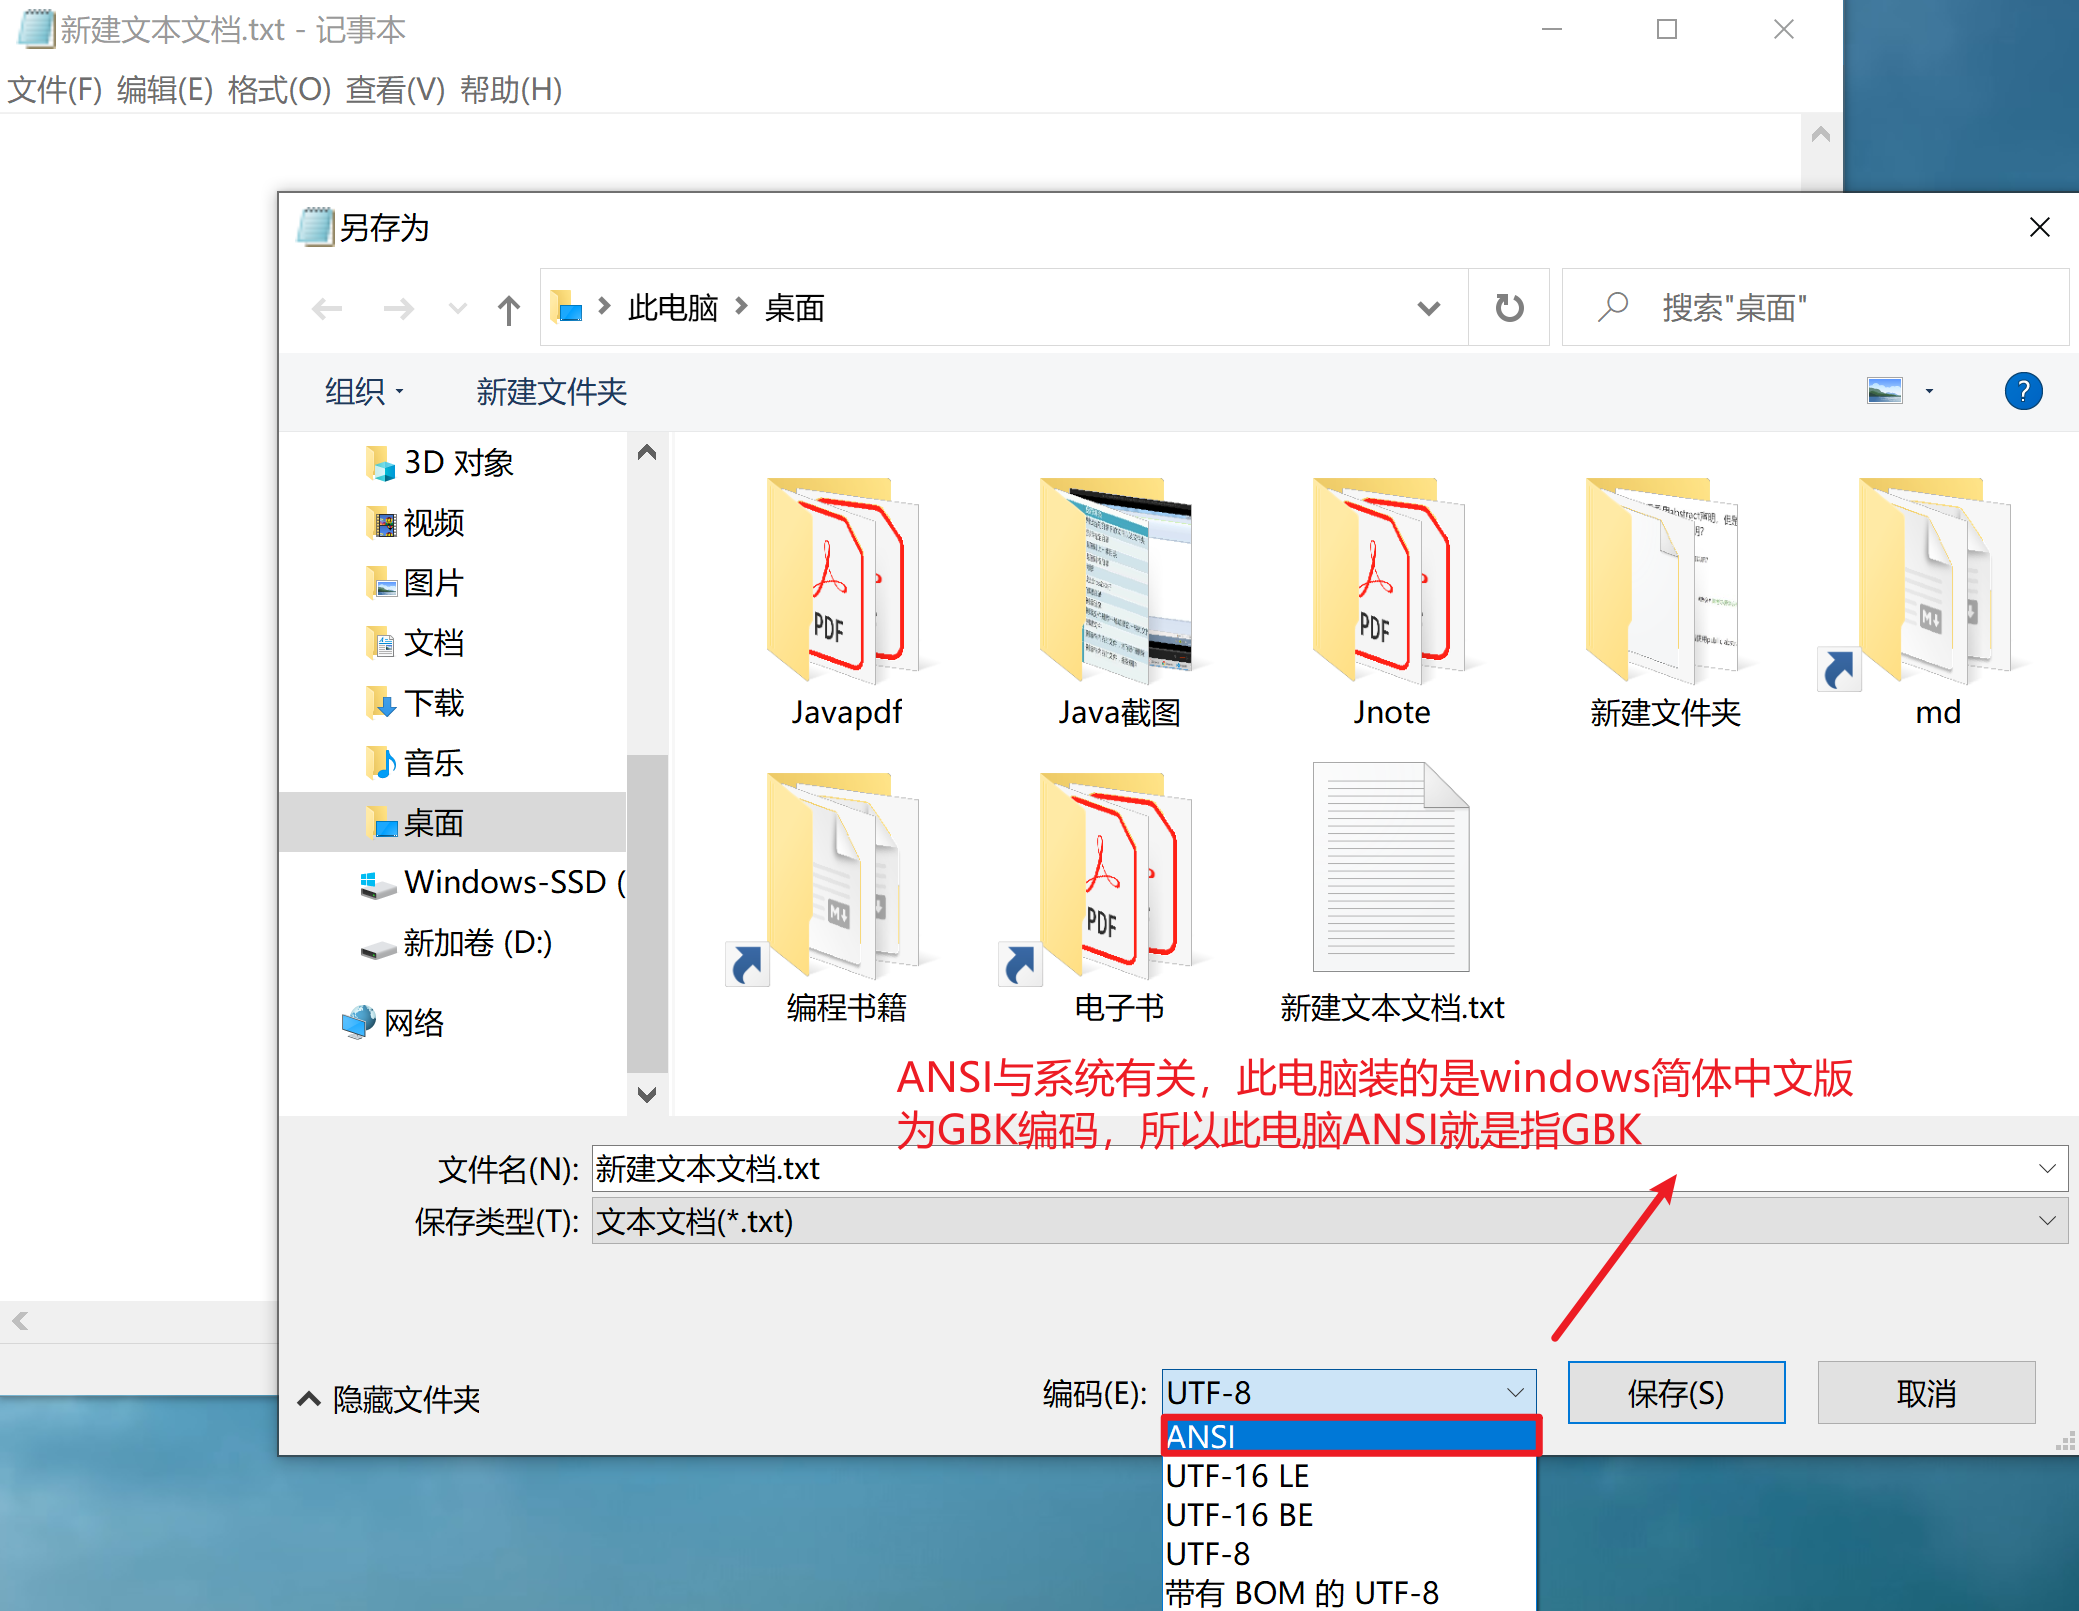 新建文本文档.txt - 记事本
文件(F) 编辑(E) 格式(O) 查看(V) 帮助(H)
另存为
此电脑 桌面
搜索"桌面"
组织 新建文件夹
3D 对象
视频
图片
文档
下载
音乐
桌面
Windows-SSD (
新加卷 (D:)
网络
PDF
PDF
Javapdf Java截图 Jnote 新建文件夹 md
PDF
编程书籍 电子书 新建文本文档.txt
ANSI与系统有关，此电脑装的是windows简体中文版
为GBK编码，所以此电脑ANSI就是指GBK
文件名(N): 新建文本文档.txt
保存类型(T): 文本文档(*.txt)
隐藏文件夹 编码(E): UTF-8 保存(S) 取消
ANSI
UTF-16 LE
UTF-16 BE
UTF-8
带有 BOM 的 UTF-8